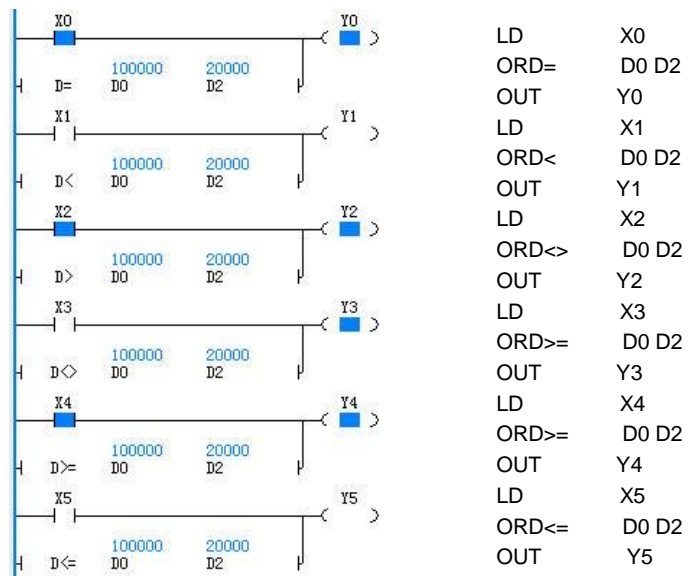 X0 Y0
100000 20000
D= D0 D2
X1 Y1
100000 20000
D< D0 D2
X2 Y2
100000 20000
D> D0 D2
X3 Y3
100000 20000
D<> D0 D2
X4 Y4
100000 20000
D>= D0 D2
X5 Y5
100000 20000
D<= D0 D2
LD X0
ORD= D0 D2
OUT Y0
LD X1
ORD< D0 D2
OUT Y1
LD X2
ORD<> D0 D2
OUT Y2
LD X3
ORD>= D0 D2
OUT Y3
LD X4
ORD>= D0 D2
OUT Y4
LD X5
ORD<= D0 D2
OUT Y5